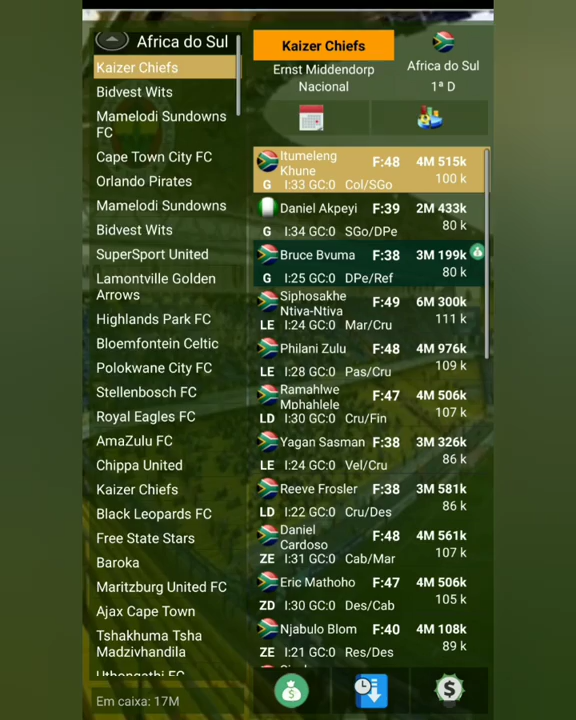 África do Sul
Kaizer Chiefs
Bidvest Wits
Mamelodi Sundowns
FC
Cape Town City FC
Orlando Pirates
Mamelodi Sundowns
Bidvest Wits
SuperSport United
Lamontville Golden
Arrows
Highlands Park FC
Bloemfontein Celtic
Polokwane City FC
Stellenbosch FC
Royal Eagles FC
AmaZulu FC
Chippa United
Kaizer Chiefs
Black Leopards FC
Free State Stars
Baroka
Maritzburg United FC
Ajax Cape Town
Tshakhuma Tsha
Madzivhandila
Uthongathi FC
Em caixa: 17M
Kaizer Chiefs
Ernst Middendorp
Nacional
África do Sul
1ª D
Itumeleng
Khune F:48 4M 515k
G I:33 GC:0 Col/SGo 100 k
Daniel Akpeyi F:39 2M 433k
G I:34 GC:0 SGo/DPe 80 k
Bruce Bvuma F:38 3M 199k
G I:25 GC:0 DPe/Ref 80 k
Siphosakhe
Ntiva-Ntiva F:49 6M 300k
LE I:24 GC:0 Mar/Cru 111 k
Philani Zulu F:48 4M 976k
LE I:28 GC:0 Pas/Cru 109 k
Ramahlwe
Mphahlele F:47 4M 506k
LD I:30 GC:0 Cru/Fin 107 k
Yagan Sasman F:38 3M 326k
LE I:24 GC:0 Vel/Cru 86 k
Reeve Frosler F:38 3M 581k
LD I:22 GC:0 Cru/Des 86 k
Daniel
Cardoso F:48 4M 561k
ZE I:31 GC:0 Cab/Mar 107 k
Eric Mathoho F:47 4M 506k
ZD I:30 GC:0 Des/Cab 105 k
Njabulo Blom F:40 4M 108k
ZE I:21 GC:0 Res/Des 89 k